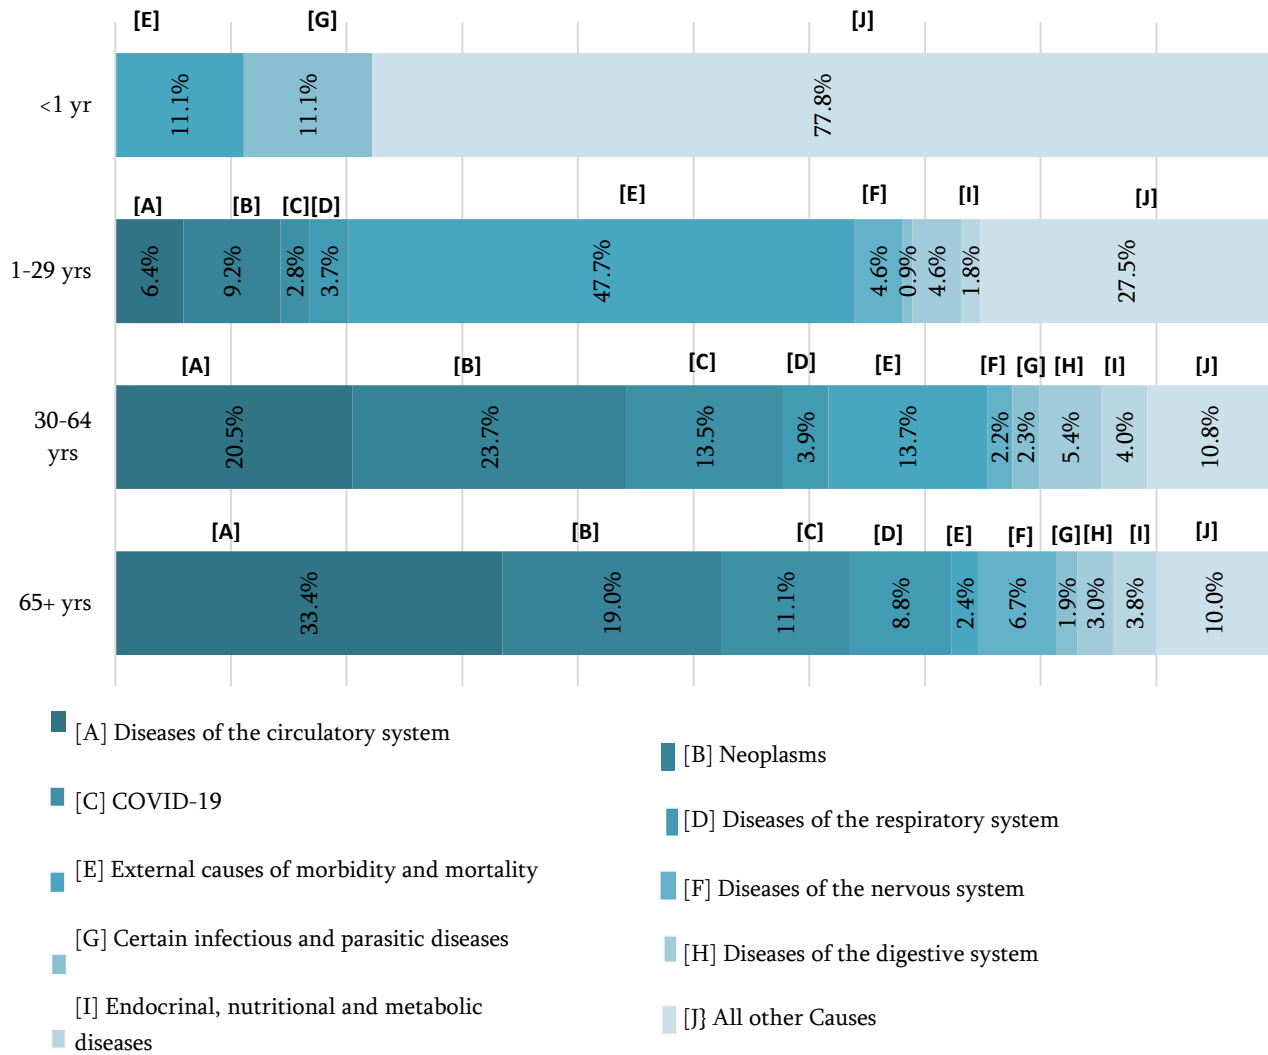 [E] [G] [J]
<1 yr 11.1% 11.1% 77.8%
[A] [B] [C] [D] [E] [F] [I] [J]
1-29 yrs 6.4% 9.2% 2.8% 3.7% 47.7% 4.6% 0.9% 4.6% 1.8% 27.5%
[A] [B] [C] [D] [E] [F] [G] [H] [I] [J]
30-64
yrs
20.5% 23.7% 13.5% 3.9% 13.7% 2.2% 2.3% 5.4% 4.0% 10.8%
[A] [B] [C] [D] [E] [F] [G] [H] [I] [J]
65+ yrs 33.4% 19.0% 11.1% 8.8% 2.4% 6.7% 1.9% 3.0% 3.8% 10.0%
[A] Diseases of the circulatory system
[B] Neoplasms
[C] COVID-19
[D] Diseases of the respiratory system
[E] External causes of morbidity and mortality
[F] Diseases of the nervous system
[G] Certain infectious and parasitic diseases
[H] Diseases of the digestive system
[I] Endocrinal, nutritional and metabolic
diseases
[J} All other Causes